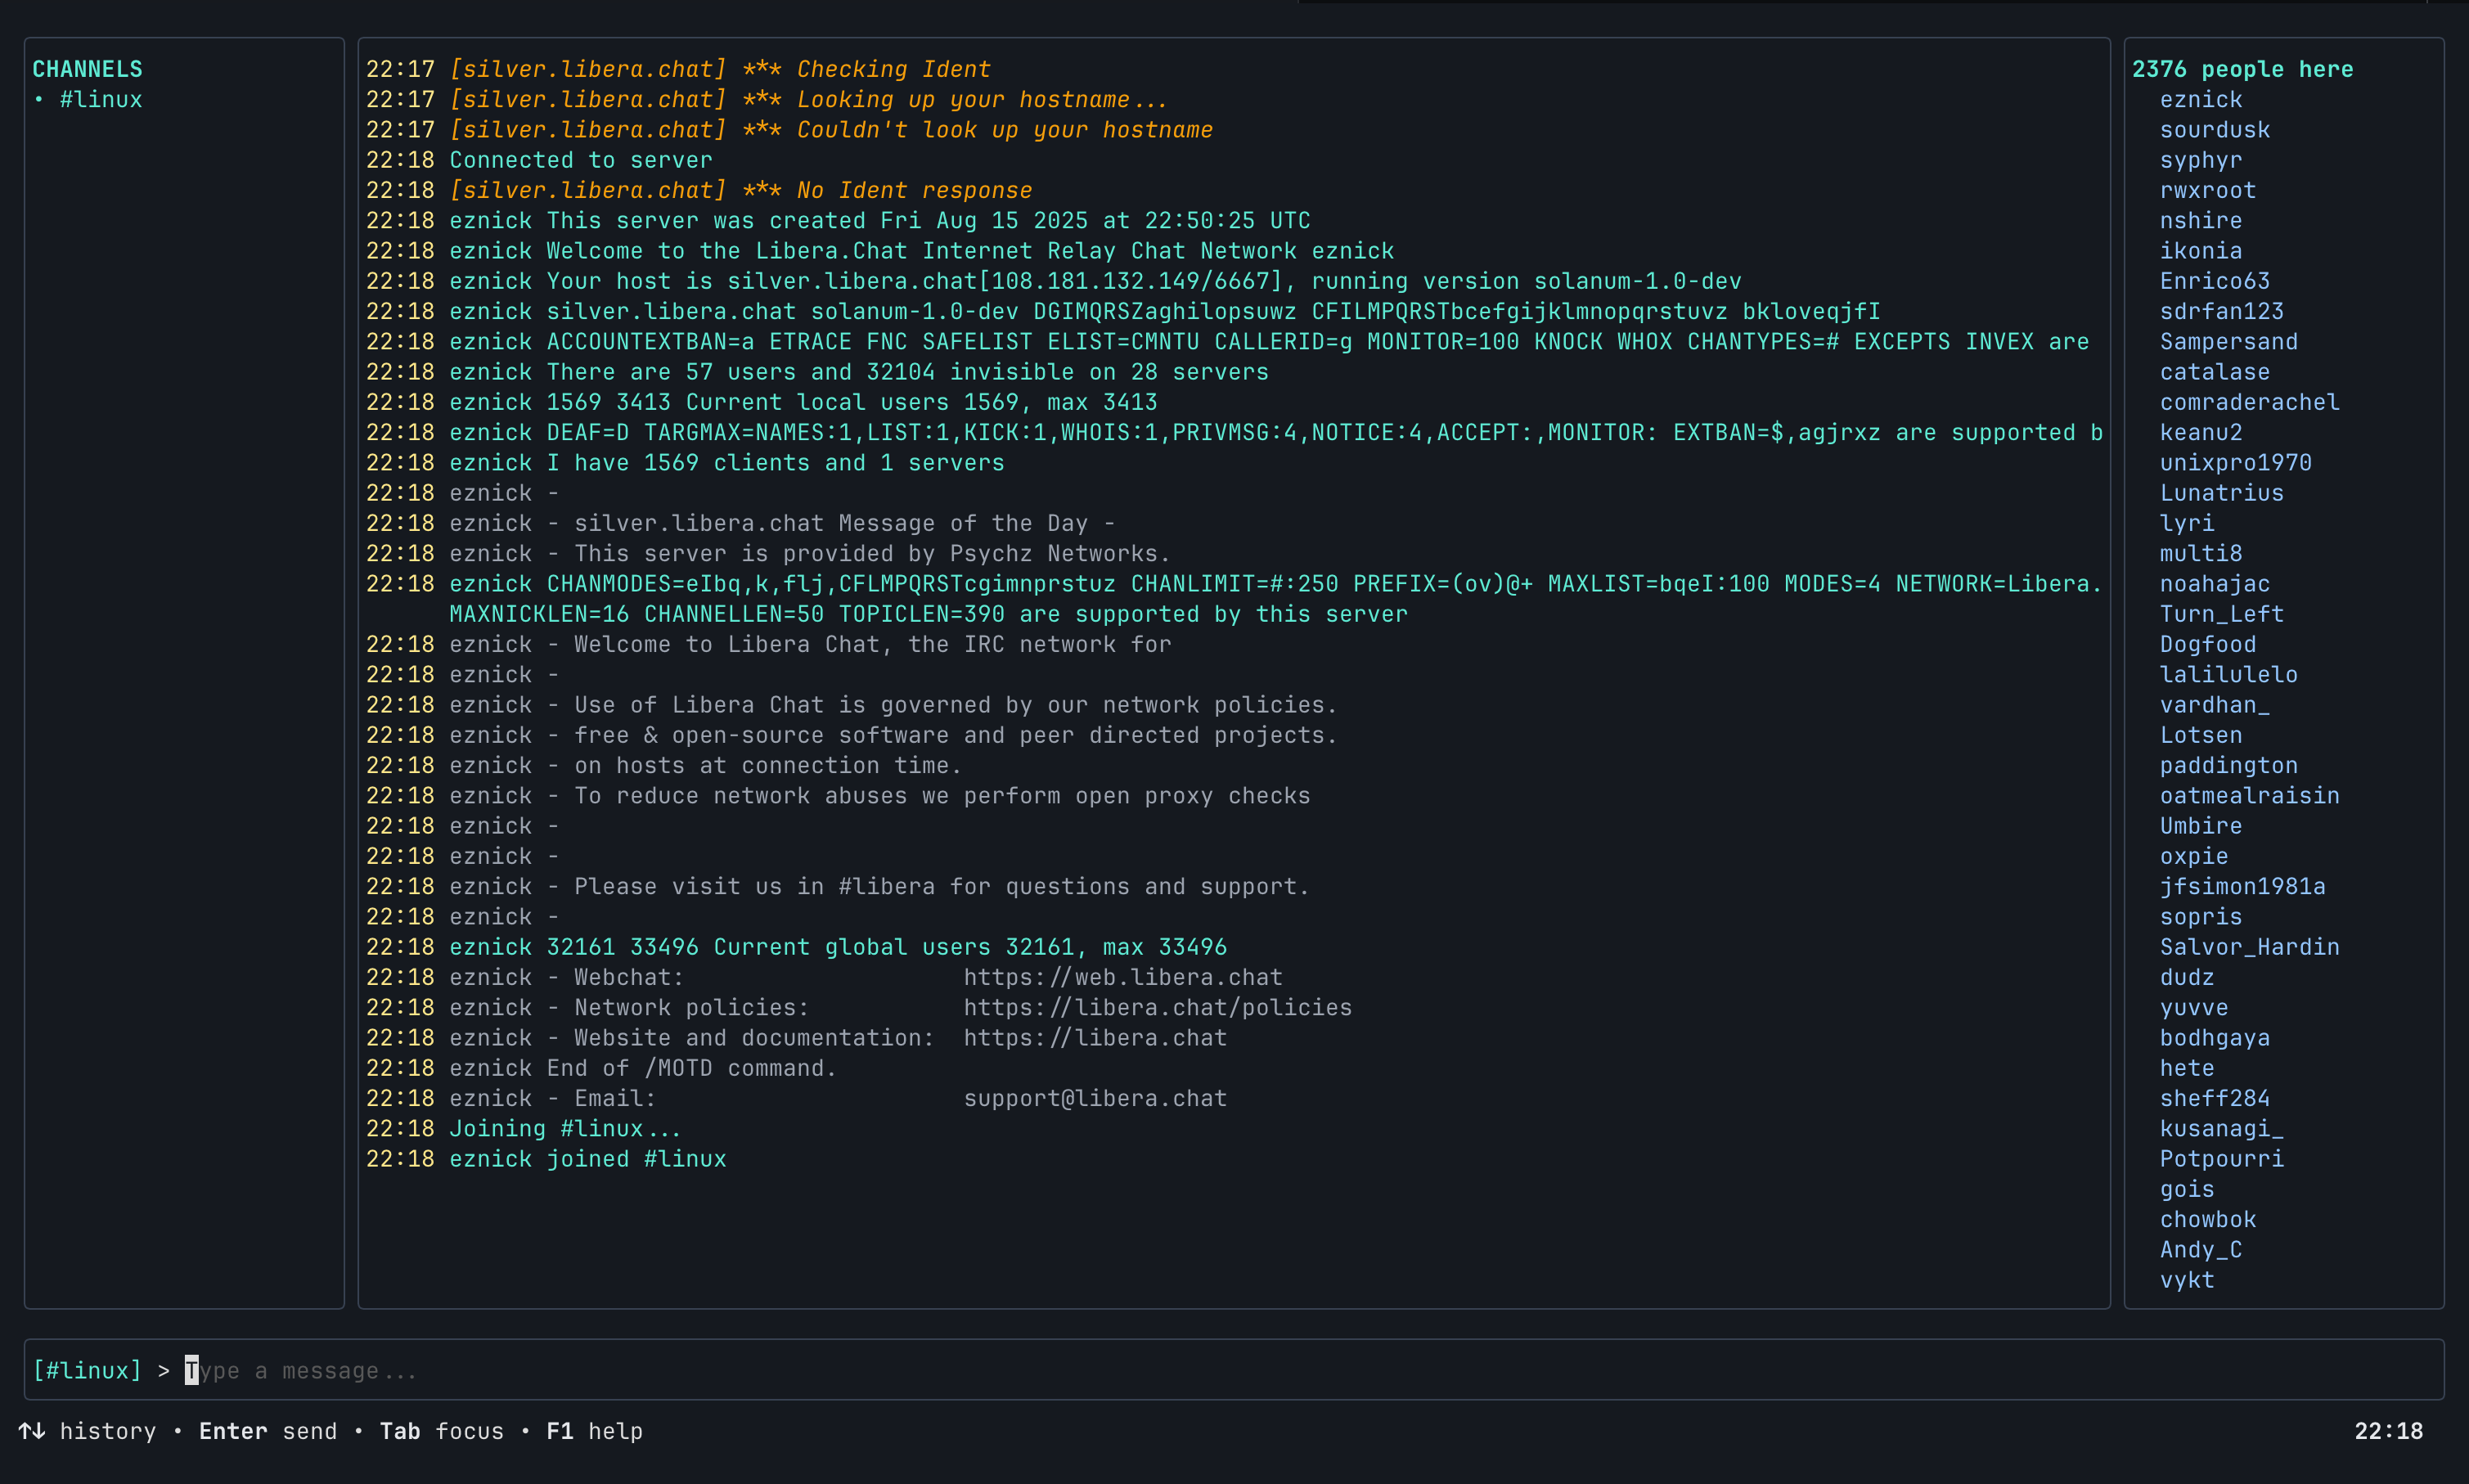 CHANNELS
• #linux
22:17 [silver.libera.chat] *** Checking Ident
22:17 [silver.libera.chat] *** Looking up your hostname...
22:17 [silver.libera.chat] *** Couldn't look up your hostname
22:18 Connected to server
22:18 [silver.libera.chat] *** No Ident response
22:18 eznick This server was created Fri Aug 15 2025 at 22:50:25 UTC
22:18 eznick Welcome to the Libera.Chat Internet Relay Chat Network eznick
22:18 eznick Your host is silver.libera.chat[108.181.132.149/6667], running version solanum-1.0-dev
22:18 eznick silver.libera.chat solanum-1.0-dev DGIMQRSZaghilopsuwz CFILMPQRSTbcefgijklmnopqrstuvz bkloveqjfI
22:18 eznick ACCOUNTEXTBAN=a ETRACE FNC SAFELIST ELIST=CMNTU CALLERID=g MONITOR=100 KNOCK WHOX CHANTYPES=# EXCEPTS INVEX are
22:18 eznick There are 57 users and 32104 invisible on 28 servers
22:18 eznick 1569 3413 Current local users 1569, max 3413
22:18 eznick DEAF=D TARGMAX=NAMES:1,LIST:1,KICK:1,WHOIS:1,PRIVMSG:4,NOTICE:4,ACCEPT:,MONITOR: EXTBAN=$,agjrxz are supported b
22:18 eznick I have 1569 clients and 1 servers
22:18 eznick -
22:18 eznick - silver.libera.chat Message of the Day -
22:18 eznick - This server is provided by Psychz Networks.
22:18 eznick CHANMODES=eIbq,k,flj,CFLMPQRSTcgimnprstuz CHANLIMIT=#:250 PREFIX=(ov)@+ MAXLIST=bqeI:100 MODES=4 NETWORK=Libera.
MAXNICKLEN=16 CHANNELLEN=50 TOPICLEN=390 are supported by this server
22:18 eznick - Welcome to Libera Chat, the IRC network for
22:18 eznick -
22:18 eznick - Use of Libera Chat is governed by our network policies.
22:18 eznick - free & open-source software and peer directed projects.
22:18 eznick - on hosts at connection time.
22:18 eznick - To reduce network abuses we perform open proxy checks
22:18 eznick -
22:18 eznick -
22:18 eznick - Please visit us in #libera for questions and support.
22:18 eznick -
22:18 eznick 32161 33496 Current global users 32161, max 33496
22:18 eznick - Webchat: https://web.libera.chat
22:18 eznick - Network policies: https://libera.chat/policies
22:18 eznick - Website and documentation: https://libera.chat
22:18 eznick End of /MOTD command.
22:18 eznick - Email: support@libera.chat
22:18 Joining #linux...
22:18 eznick joined #linux
2376 people here
eznick
sourdusk
syphyr
rwxroot
nshire
ikonia
Enrico63
sdrfan123
Sampersand
catalase
comraderachel
keanu2
unixpro1970
Lunatrius
lyri
multi8
noahajac
Turn_Left
Dogfood
lalilulelo
vardhan_
Lotsen
paddington
oatmealraisin
Umbire
oxpie
jfsimon1981a
sopris
Salvor_Hardin
dudz
yuvve
bodhgaya
hete
sheff284
kusanagi_
Potpourri
gois
chowbok
Andy_C
vykt
[#linux] > Type a message...
↑↓ history • Enter send • Tab focus • F1 help
22:18